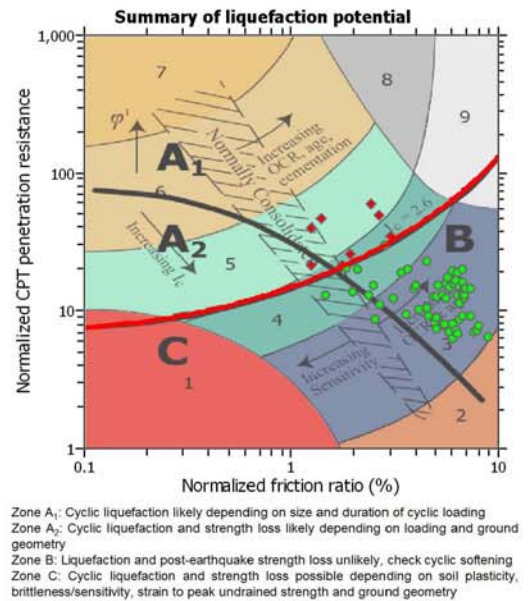 Summary of liquefaction potential
Normalized CPT penetration resistance
1,000
100
10
1
7
8
9
φ'
A1
Normally Consolidated
Increasing
OCR, age,
cementation
6
A2
Increasing Ic
5
Ic = 2.6
B
4
C
1
Increasing
Sensitivity
3
2
0.1
1
10
Normalized friction ratio (%)
Zone A1: Cyclic liquefaction likely depending on size and duration of cyclic loading
Zone A2: Cyclic liquefaction and strength loss likely depending on loading and ground
geometry
Zone B: Liquefaction and post-earthquake strength loss unlikely, check cyclic softening
Zone C: Cyclic liquefaction and strength loss possible depending on soil plasticity,
brittleness/sensitivity, strain to peak undrained strength and ground geometry